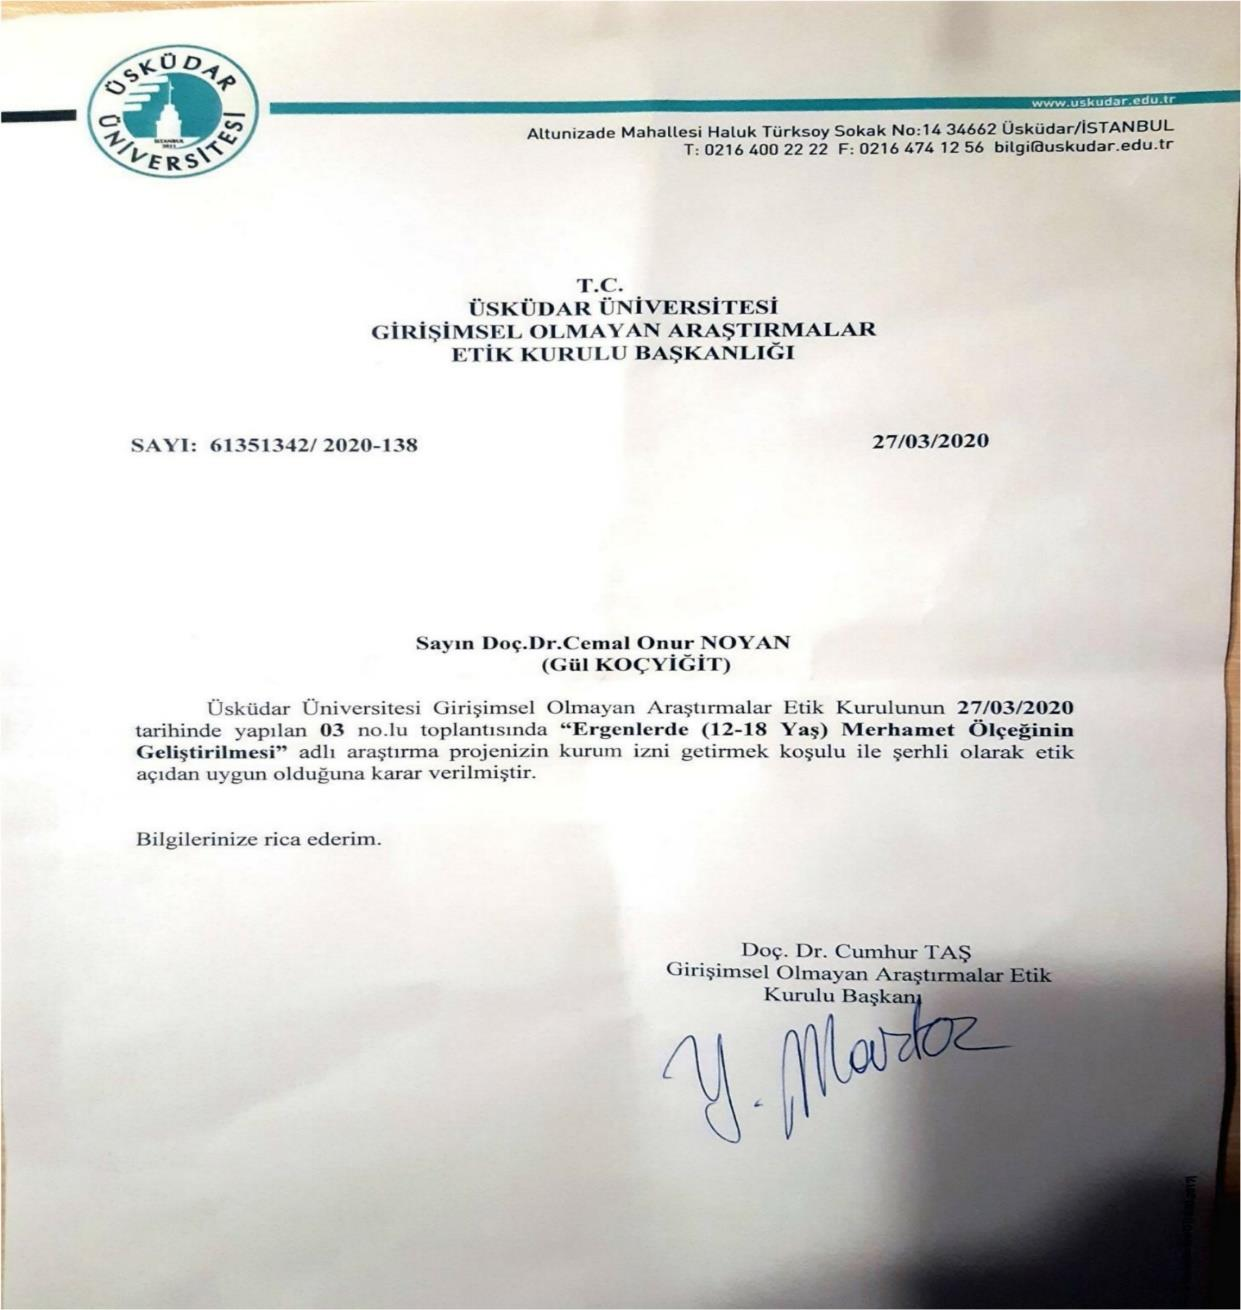 ÜSKÜDAR
ÜNİVERSİTESİ
İSTANBUL
2011
www.uskudar.edu.tr
Altunizade Mahallesi Haluk Türksoy Sokak No:14 34662 Üsküdar/İSTANBUL
T: 0216 400 22 22 F: 0216 474 12 56 bilgi@uskudar.edu.tr
T.C.
ÜSKÜDAR ÜNİVERSİTESİ
GİRİŞİMSEL OLMAYAN ARAŞTIRMALAR
ETİK KURULU BAŞKANLIĞI
SAYI: 61351342/ 2020-138 27/03/2020
Sayın Doç.Dr.Cemal Onur NOYAN
(Gül KOÇYİĞİT)
Üsküdar Üniversitesi Girişimsel Olmayan Araştırmalar Etik Kurulunun 27/03/2020
tarihinde yapılan 03 no.lu toplantısında “Ergenlerde (12-18 Yaş) Merhamet Ölçeğinin
Geliştirilmesi” adlı araştırma projenizin kurum izni getirmek koşulu ile şerhli olarak etik
açıdan uygun olduğuna karar verilmiştir.
Bilgilerinize rica ederim.
Doç. Dr. Cumhur TAŞ
Girişimsel Olmayan Araştırmalar Etik
Kurulu Başkanı